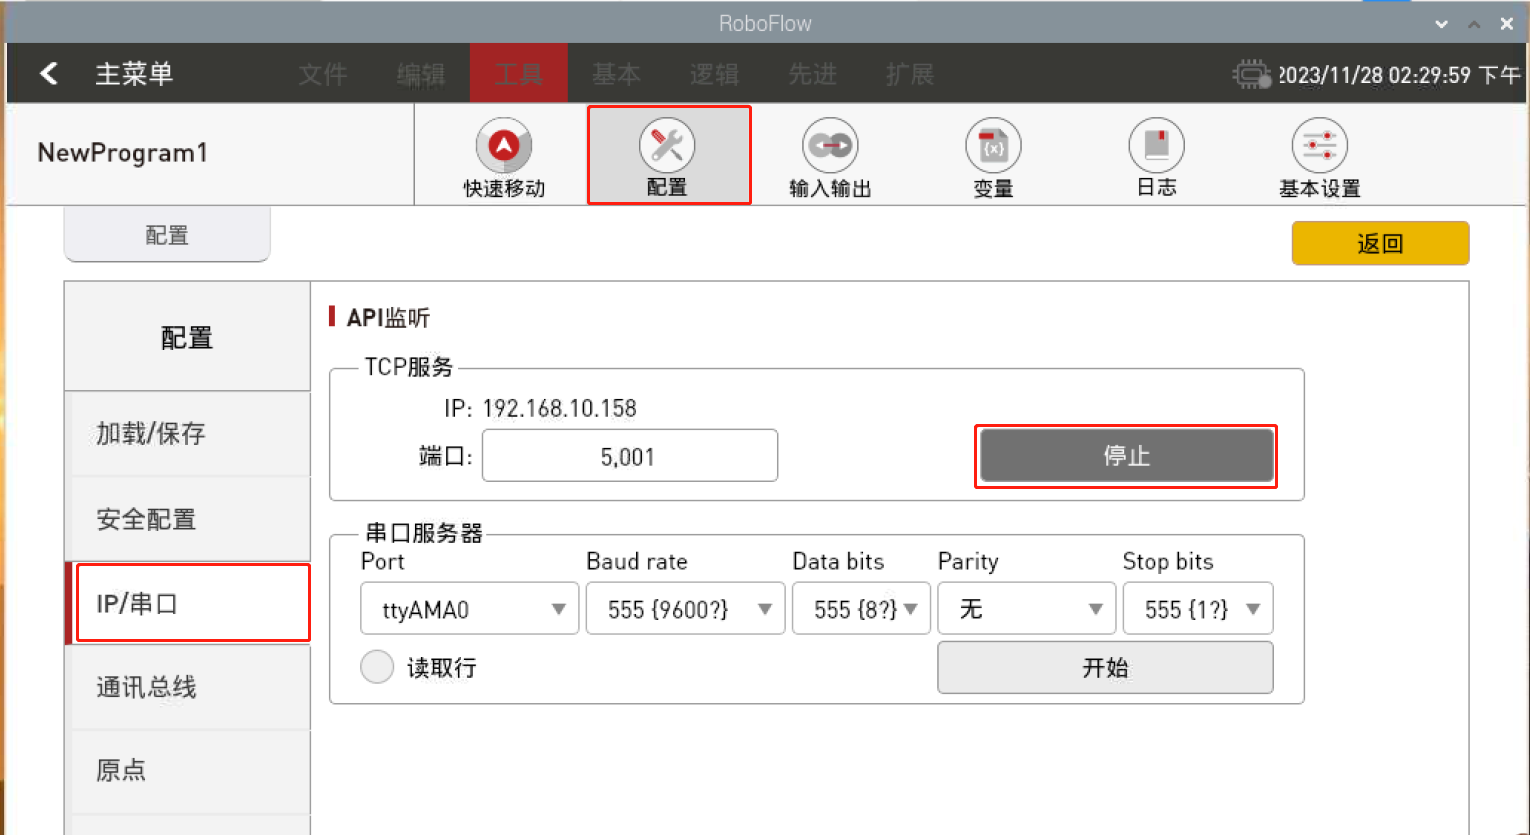 RoboFlow
主菜单 文件 编辑 工具 基本 逻辑 先进 扩展 2023/11/28 02:29:59 下午
NewProgram1
快速移动 配置 输入输出 变量 日志 基本设置
配置
返回
配置
加载/保存
安全配置
IP/串口
通讯总线
原点
API监听
TCP服务
IP: 192.168.10.158
端口: 5,001 停止
串口服务器
Port Baud rate Data bits Parity Stop bits
ttyAMA0 555 {9600?} 555 {8?} 无 555 {1?}
读取行 开始